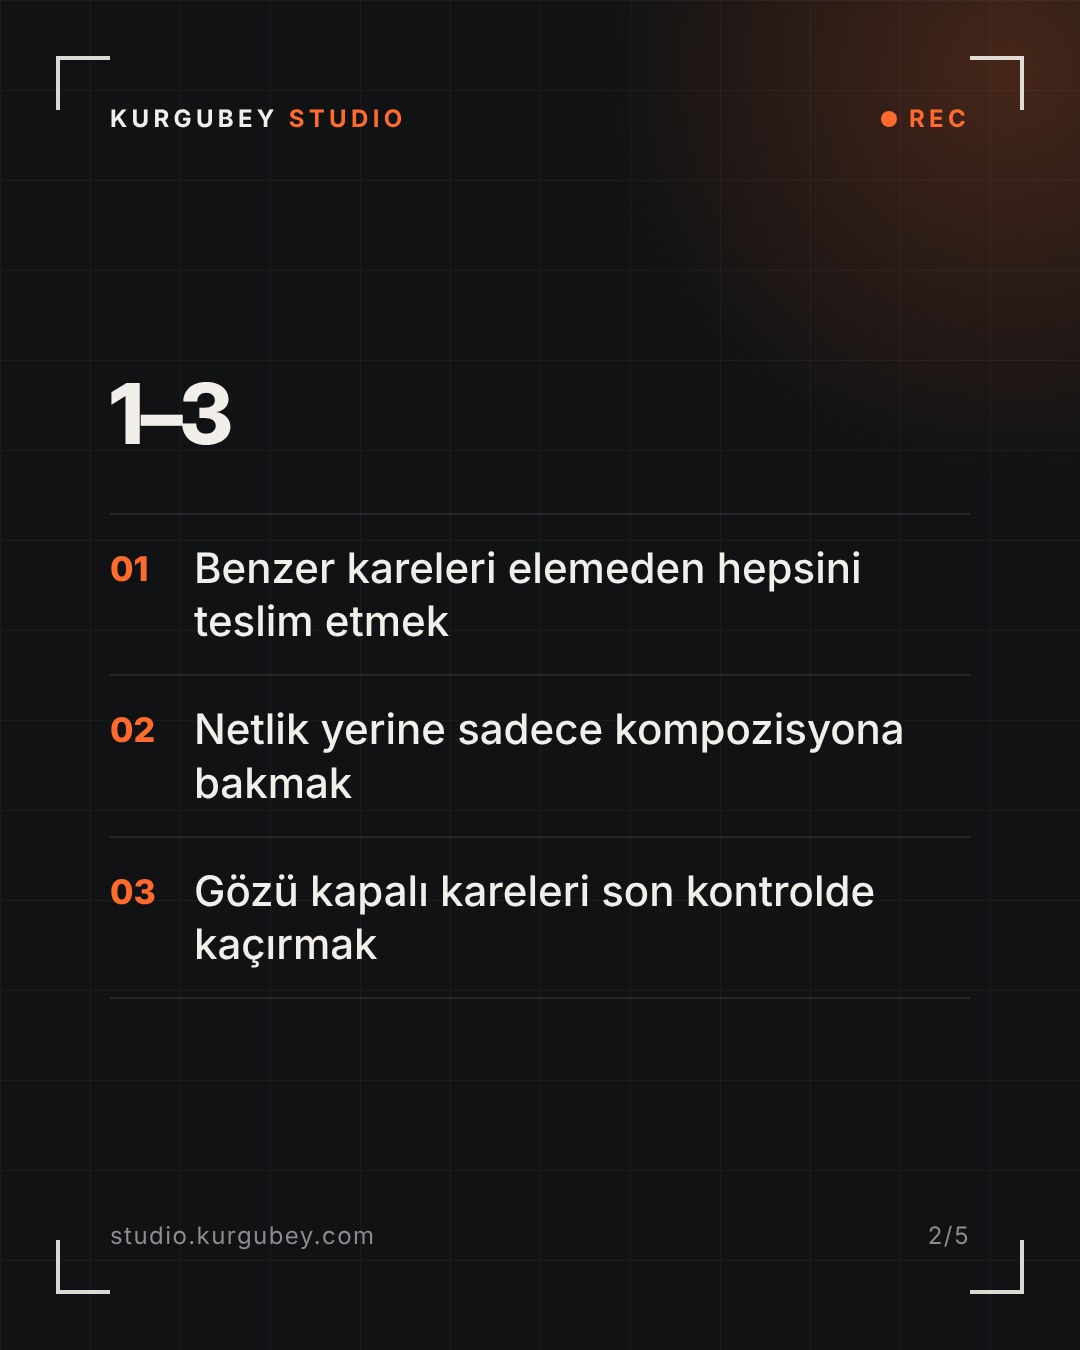 KURGUBEY STUDIO
REC
1–3
01 Benzer kareleri elemeden hepsini
teslim etmek
02 Netlik yerine sadece kompozisyona
bakmak
03 Gözü kapalı kareleri son kontrolde
kaçırmak
studio.kurgubey.com
2/5